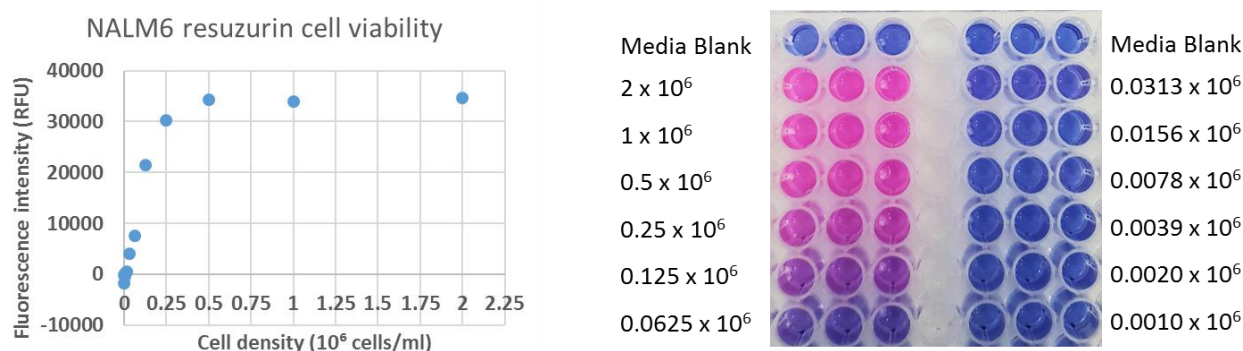 NALM6 resuzurin cell viability
40000
30000
20000
10000
0
-10000
Fluorescence intensity (RFU)
0 0.25 0.5 0.75 1 1.25 1.5 1.75 2 2.25
Cell density (10⁶ cells/ml)
Media Blank
2 x 10⁶
1 x 10⁶
0.5 x 10⁶
0.25 x 10⁶
0.125 x 10⁶
0.0625 x 10⁶
Media Blank
0.0313 x 10⁶
0.0156 x 10⁶
0.0078 x 10⁶
0.0039 x 10⁶
0.0020 x 10⁶
0.0010 x 10⁶